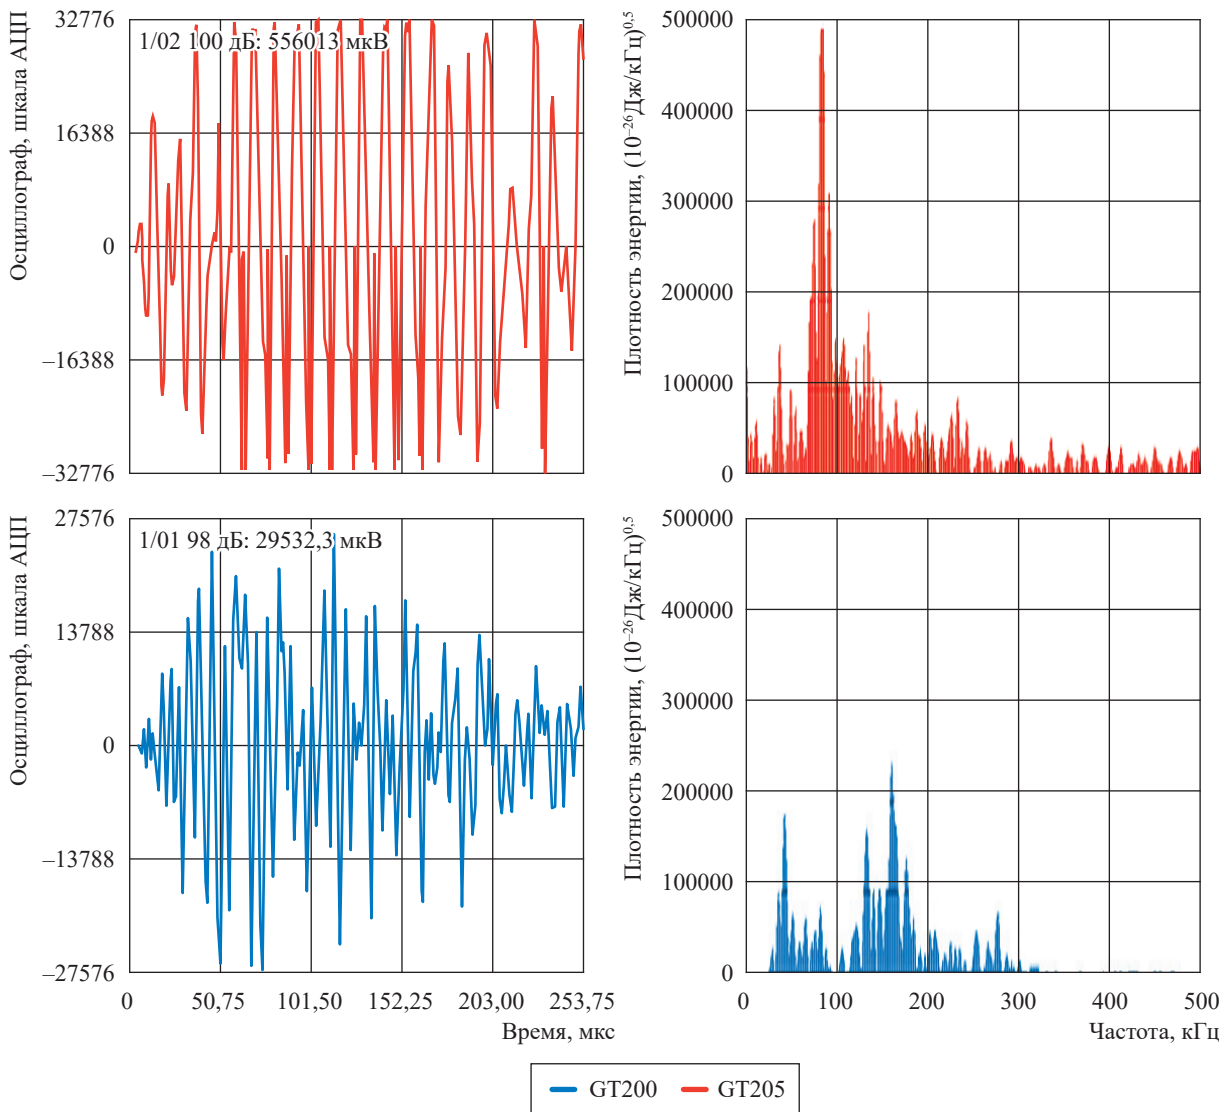 Осциллограф, шкала АЦП
32776
16388
0
–16388
–32776
1/02 100 дБ: 556013 мкВ
Плотность энергии, (10⁻²⁶Дж/кГц)⁰,⁵
500000
400000
300000
200000
100000
0
Осциллограф, шкала АЦП
27576
13788
0
–13788
–27576
1/01 98 дБ: 29532,3 мкВ
0 50,75 101,50 152,25 203,00 253,75
Время, мкс
Плотность энергии, (10⁻²⁶Дж/кГц)⁰,⁵
500000
400000
300000
200000
100000
0
0 100 200 300 400 500
Частота, кГц
GT200 GT205